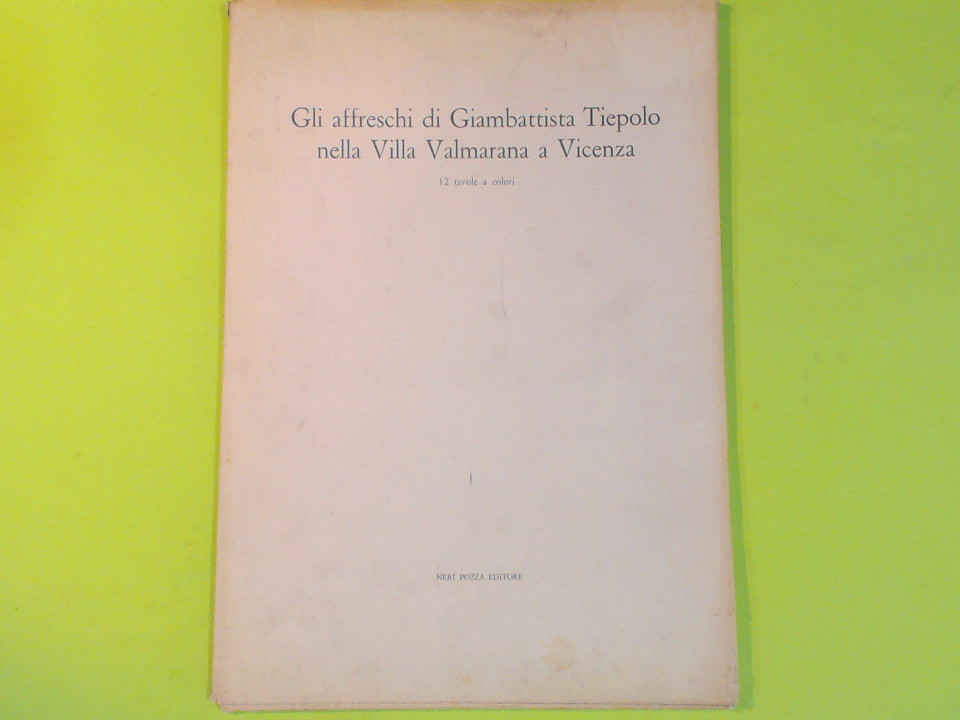 Gli affreschi di Giambattista Tiepolo
nella Villa Valmarana a Vicenza
12 tavole a colori
NERI POZZA EDITORE